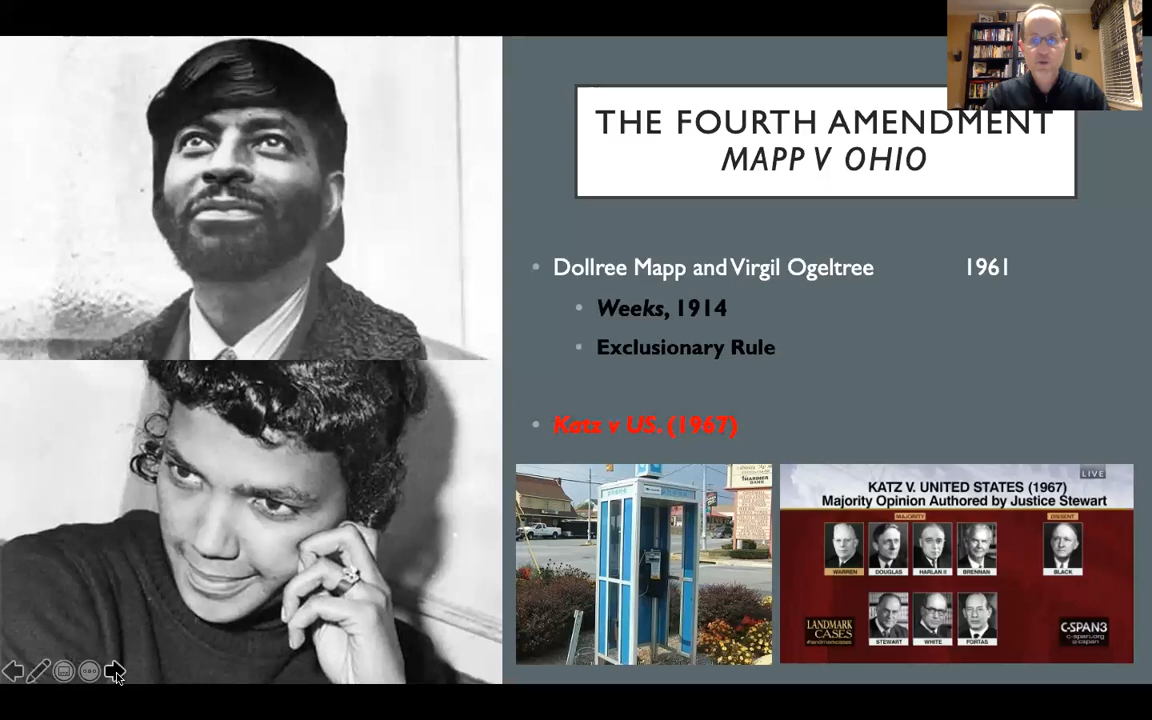 THE FOURTH AMENDMENT
MAPP V OHIO
Dollree Mapp and Virgil Ogeltree 1961
Weeks, 1914
Exclusionary Rule
Katz v US. (1967)
LIVE
KATZ V. UNITED STATES (1967)
Majority Opinion Authored by Justice Stewart
MAJORITY
DISSENT
WARREN
DOUGLAS
HARLAN II
BRENNAN
BLACK
STEWART
WHITE
FORTAS
LANDMARK
CASES
C-SPAN3
c-span.org